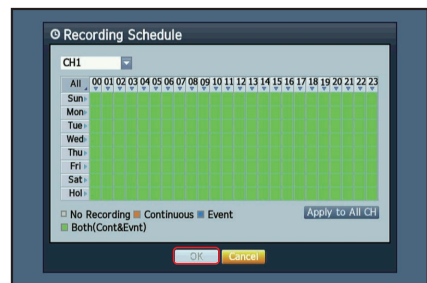 Recording Schedule
CH1
All 00 01 02 03 04 05 06 07 08 09 10 11 12 13 14 15 16 17 18 19 20 21 22 23
Sun
Mon
Tue
Wed
Thu
Fri
Sat
Hol
No Recording Continuous Event Apply to All CH
Both(Cont&Evnt)
OK Cancel